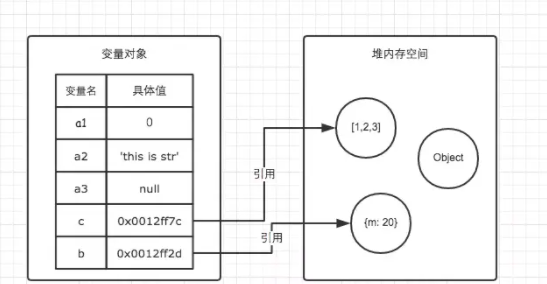 变量对象
变量名 具体值
a1 0
a2 'this is str'
a3 null
c 0x0012ff7c
b 0x0012ff2d
引用
引用
堆内存空间
[1,2,3]
Object
{m: 20}